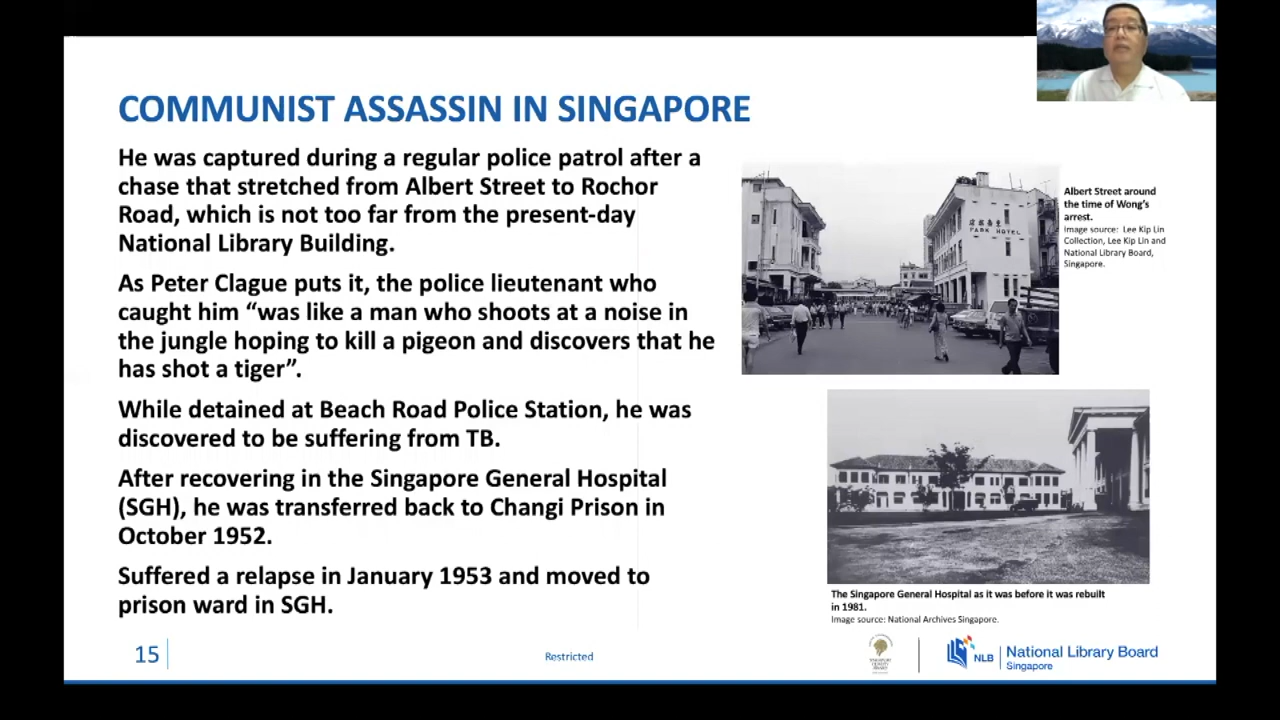 COMMUNIST ASSASSIN IN SINGAPORE
He was captured during a regular police patrol after a
chase that stretched from Albert Street to Rochor
Road, which is not too far from the present-day
National Library Building.
As Peter Clague puts it, the police lieutenant who
caught him “was like a man who shoots at a noise in
the jungle hoping to kill a pigeon and discovers that he
has shot a tiger”.
While detained at Beach Road Police Station, he was
discovered to be suffering from TB.
After recovering in the Singapore General Hospital
(SGH), he was transferred back to Changi Prison in
October 1952.
Suffered a relapse in January 1953 and moved to
prison ward in SGH.
PARK HOTEL
Albert Street around
the time of Wong’s
arrest.
Image source: Lee Kip Lin
Collection, Lee Kip Lin and
National Library Board,
Singapore.
The Singapore General Hospital as it was before it was rebuilt
in 1981.
Image source: National Archives Singapore.
15
Restricted
NLB
National Library Board
Singapore